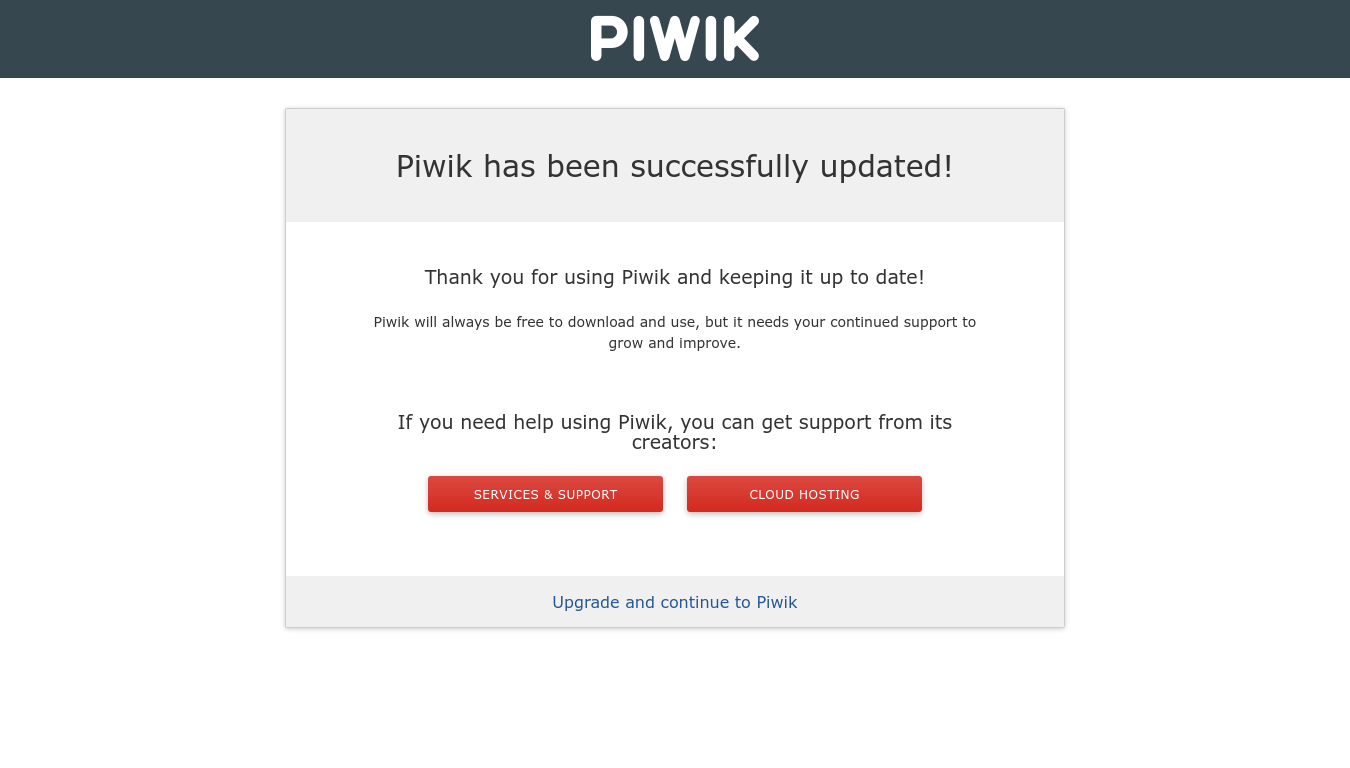 PIWIK
Piwik has been successfully updated!
Thank you for using Piwik and keeping it up to date!
Piwik will always be free to download and use, but it needs your continued support to
grow and improve.
If you need help using Piwik, you can get support from its
creators:
SERVICES & SUPPORT
CLOUD HOSTING
Upgrade and continue to Piwik